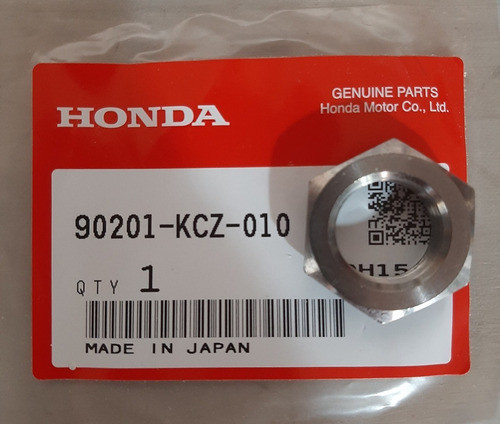 HONDA
GENUINE PARTS
Honda Motor Co., Ltd.
90201-KCZ-010
QTY 1
MADE IN JAPAN